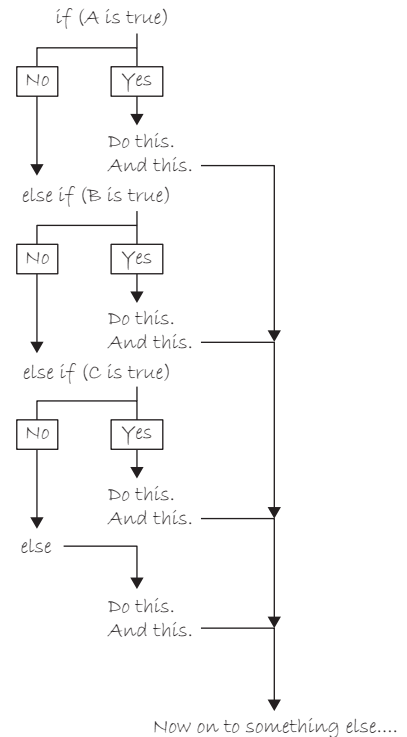 if (A is true)
No Yes
Do this.
And this.
else if (B is true)
No Yes
Do this.
And this.
else if (C is true)
No Yes
Do this.
And this.
else
Do this.
And this.
Now on to something else....